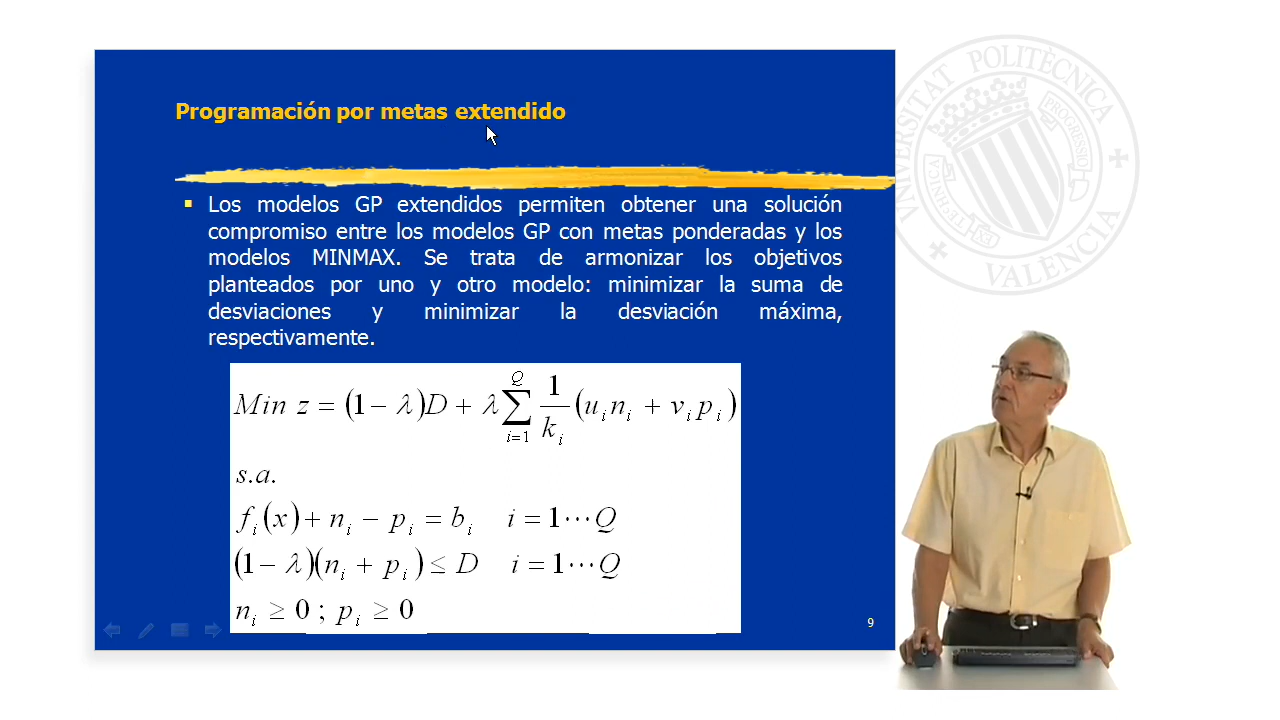 Programación por metas extendido
Los modelos GP extendidos permiten obtener una solución
compromiso entre los modelos GP con metas ponderadas y los
modelos MINMAX. Se trata de armonizar los objetivos
planteados por uno y otro modelo: minimizar la suma de
desviaciones y minimizar la desviación máxima,
respectivamente.
Min z = (1 − λ)D + λ∑_{i=1}^{Q} 1/k_i (u_i n_i + v_i p_i)
s.a.
f_i(x) + n_i − p_i = b_i   i = 1⋯Q
(1 − λ)(n_i + p_i) ≤ D   i = 1⋯Q
n_i ≥ 0 ; p_i ≥ 0
9
UNIVERSITAT POLITÈCNICA
VALÈNCIA